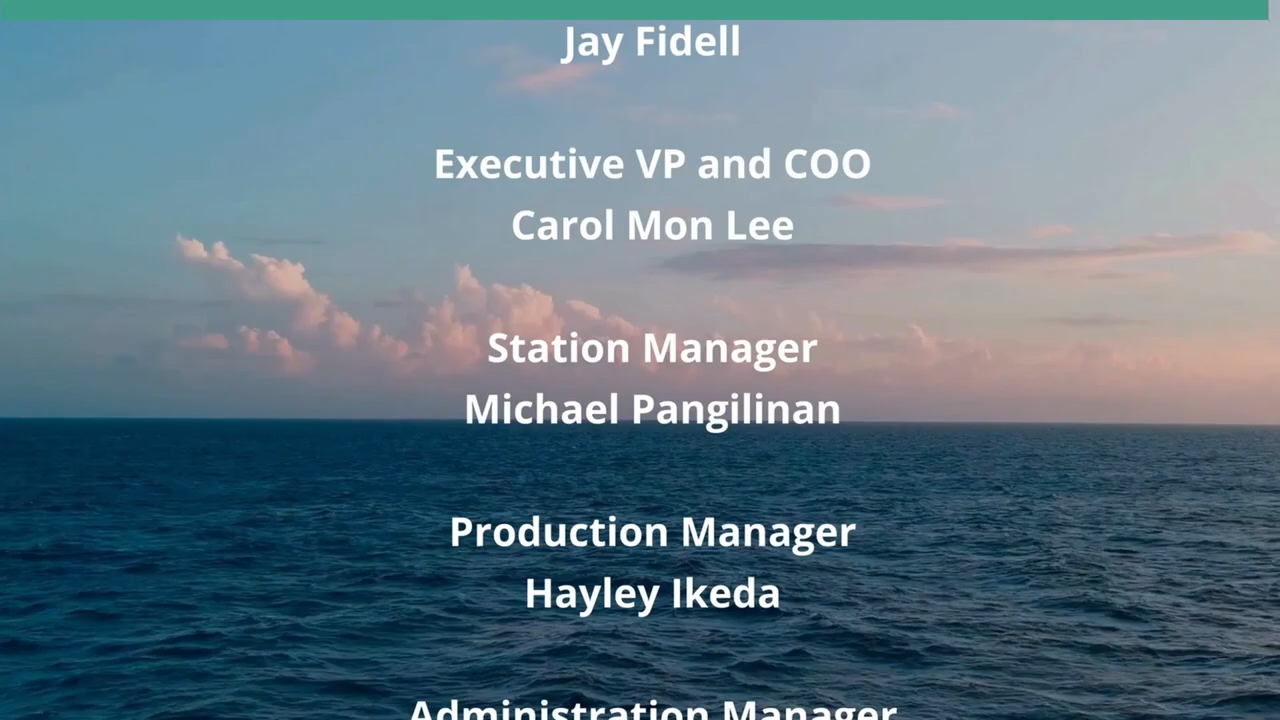 Jay Fidell
Executive VP and COO
Carol Mon Lee
Station Manager
Michael Pangilinan
Production Manager
Hayley Ikeda
Administration Manager